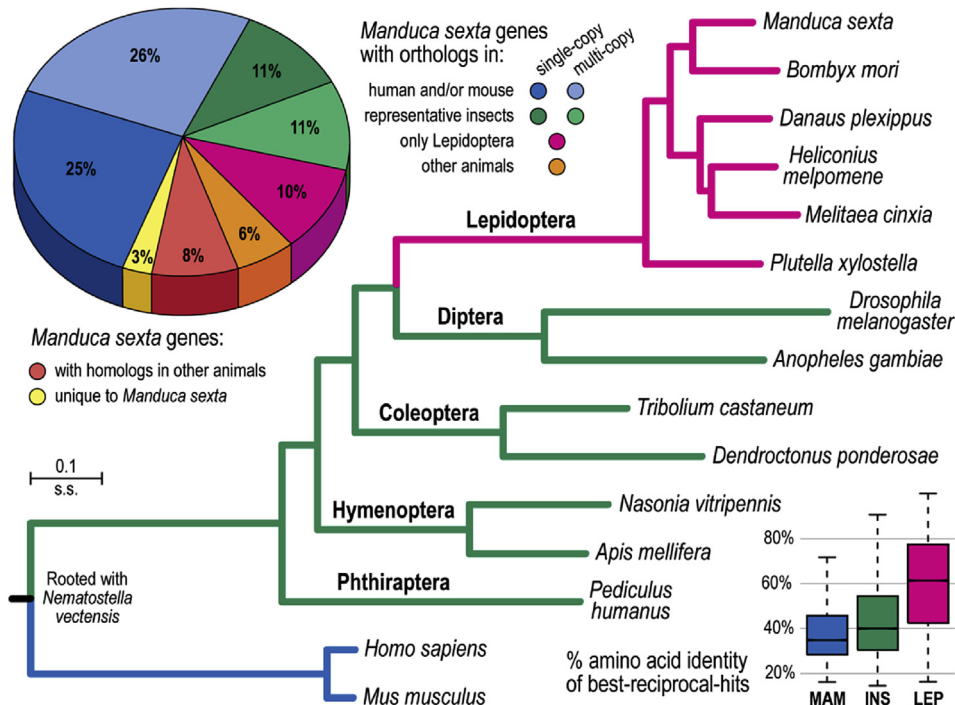 26%
11%
11%
10%
6%
8%
3%
25%
Manduca sexta genes
with orthologs in:
single-copy
multi-copy
human and/or mouse
representative insects
only Lepidoptera
other animals
Manduca sexta genes:
with homologs in other animals
unique to Manduca sexta
0.1
s.s.
Rooted with
Nematostella
vectensis
Lepidoptera
Diptera
Coleoptera
Hymenoptera
Phthiraptera
Manduca sexta
Bombyx mori
Danaus plexippus
Heliconius
melpomene
Melitaea cinxia
Plutella xylostella
Drosophila
melanogaster
Anopheles gambiae
Tribolium castaneum
Dendroctonus ponderosae
Nasonia vitripennis
Apis mellifera
Pediculus
humanus
Homo sapiens
Mus musculus
% amino acid identity
of best-reciprocal-hits
80%
60%
40%
20%
MAM INS LEP